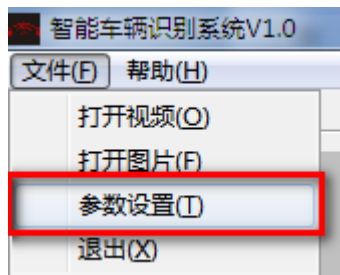 智能车辆识别系统V1.0
文件(F) 帮助(H)
打开视频(O)
打开图片(F)
参数设置(T)
退出(X)